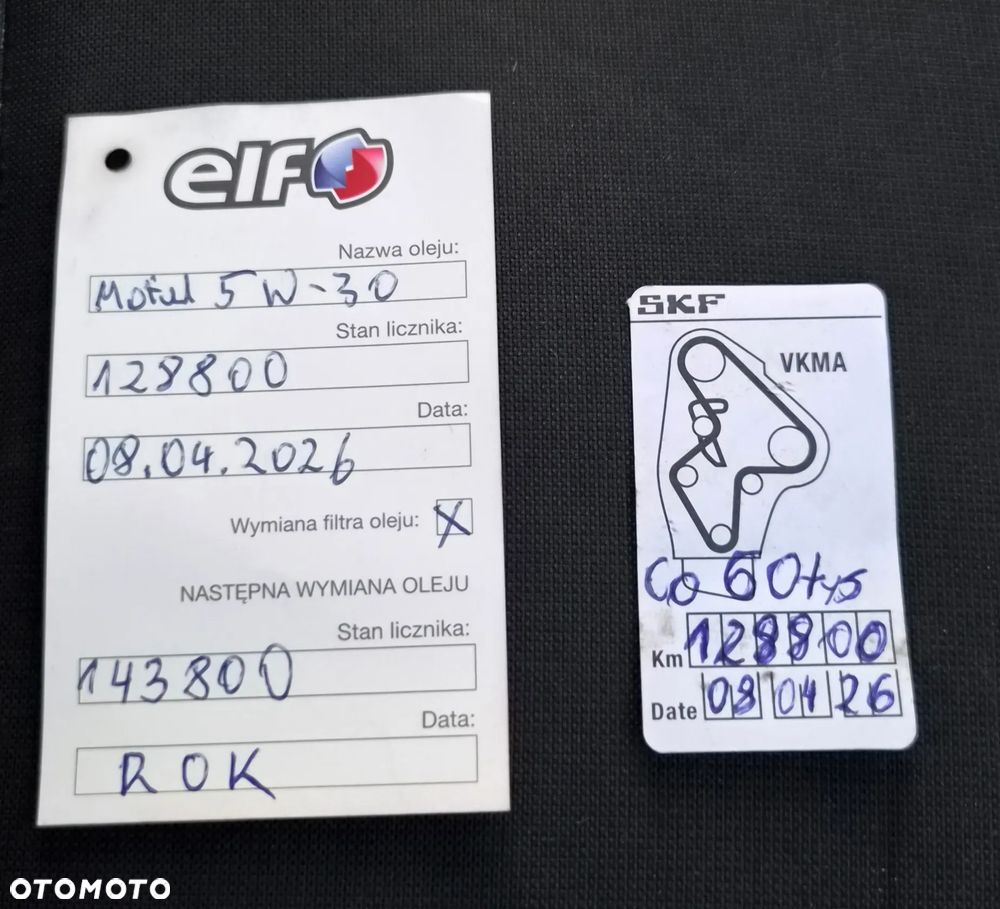 elf
Nazwa oleju:
Motul 5W-30
Stan licznika:
128800
Data:
08.04.2026
Wymiana filtra oleju: X
NASTĘPNA WYMIANA OLEJU
Stan licznika:
143800
Data:
ROK
SKF
VKMA
Co 60tys
Km 128800
Date 08 04 26
OTOMOTO